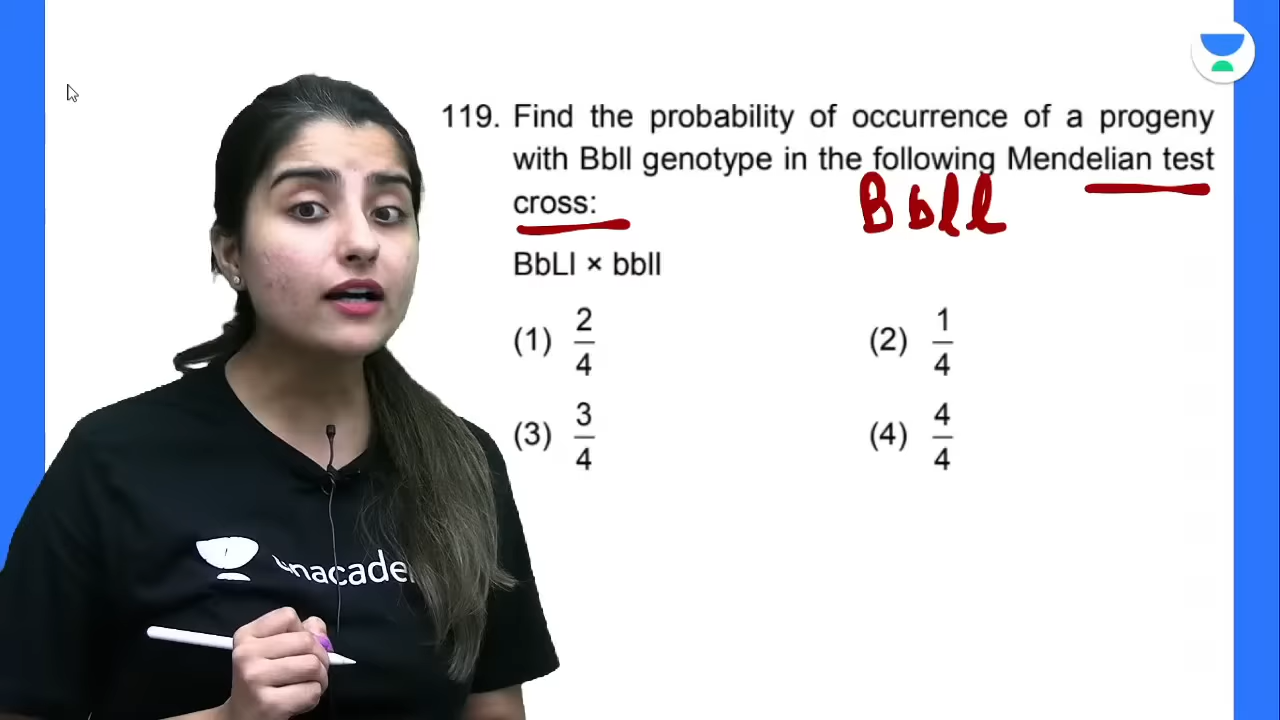 119. Find the probability of occurrence of a progeny
with Bbll genotype in the following Mendelian test
cross:
Bbll
BbLl × bbll
(1) 2/4
(2) 1/4
(3) 3/4
(4) 4/4
unacade